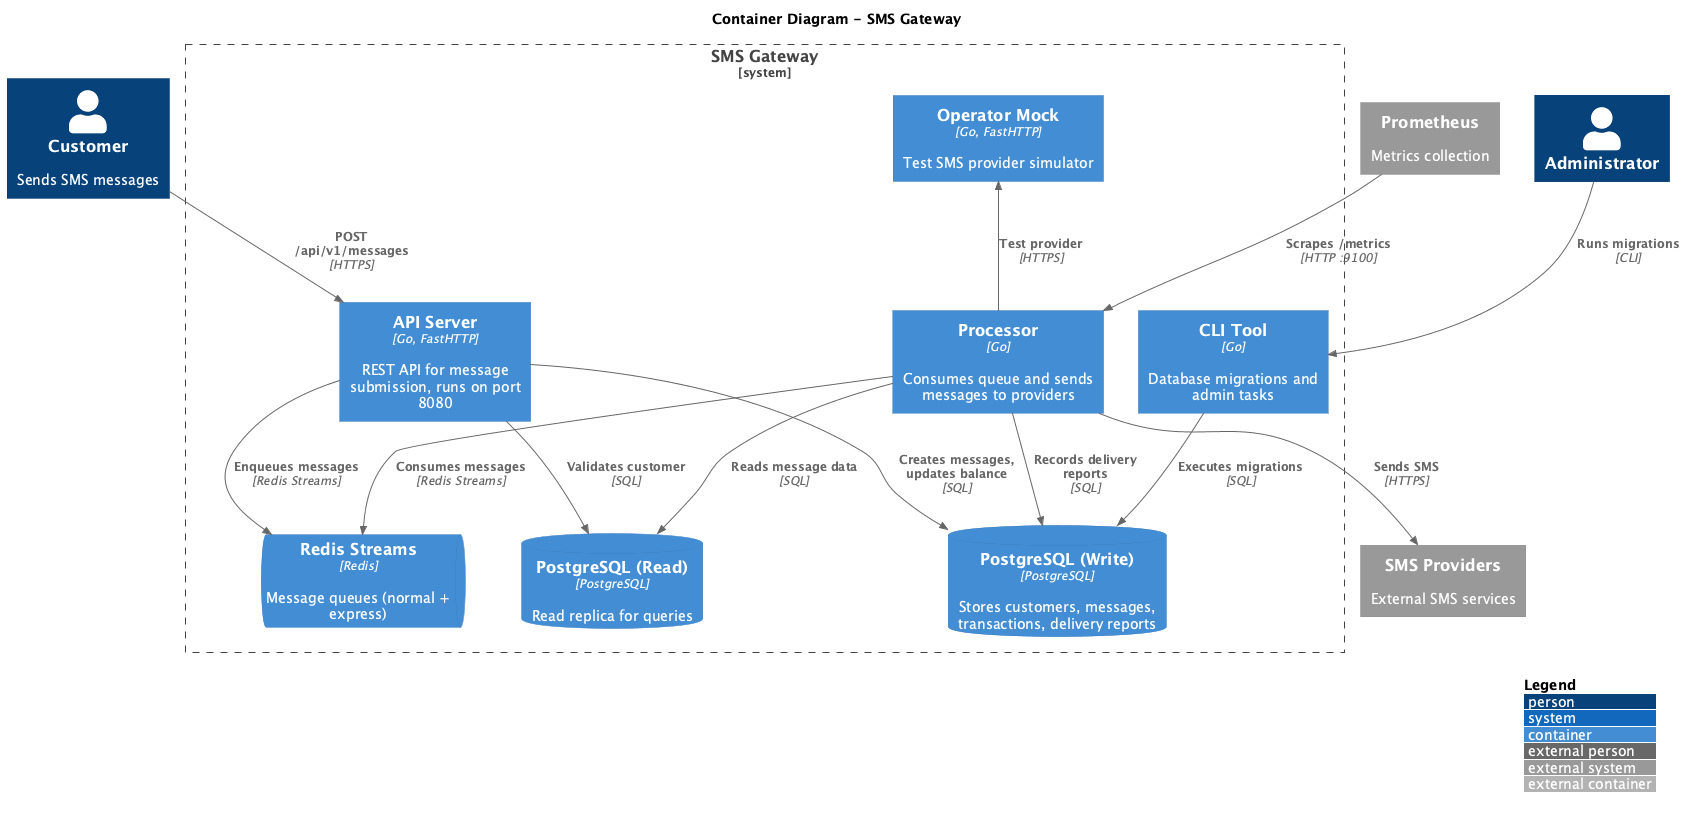 Container Diagram - SMS Gateway
SMS Gateway
[system]
Customer
Sends SMS messages
Operator Mock
[Go, FastHTTP]
Test SMS provider simulator
Prometheus
Metrics collection
Administrator
POST
/api/v1/messages
[HTTPS]
Test provider
[HTTPS]
Scrapes /metrics
[HTTP :9100]
Runs migrations
[CLI]
API Server
[Go, FastHTTP]
REST API for message
submission, runs on port
8080
Processor
[Go]
Consumes queue and sends
messages to providers
CLI Tool
[Go]
Database migrations and
admin tasks
Enqueues messages
[Redis Streams]
Consumes messages
[Redis Streams]
Validates customer
[SQL]
Reads message data
[SQL]
Creates messages,
updates balance
[SQL]
Records delivery
reports
[SQL]
Executes migrations
[SQL]
Sends SMS
[HTTPS]
Redis Streams
[Redis]
Message queues (normal +
express)
PostgreSQL (Read)
[PostgreSQL]
Read replica for queries
PostgreSQL (Write)
[PostgreSQL]
Stores customers, messages,
transactions, delivery reports
SMS Providers
External SMS services
Legend
person
system
container
external person
external system
external container